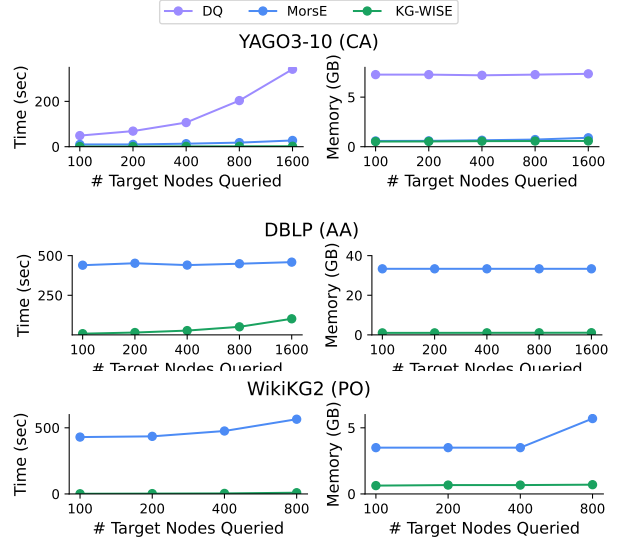 DQ MorsE KG-WISE
YAGO3-10 (CA)
Time (sec)
200
0
100 200 400 800 1600
# Target Nodes Queried
Memory (GB)
5
0
100 200 400 800 1600
# Target Nodes Queried
DBLP (AA)
Time (sec)
500
250
100 200 400 800 1600
# Target Nodes Queried
Memory (GB)
40
20
0
100 200 400 800 1600
# Target Nodes Queried
WikiKG2 (PO)
Time (sec)
500
0
100 200 400 800
# Target Nodes Queried
Memory (GB)
5
0
100 200 400 800
# Target Nodes Queried